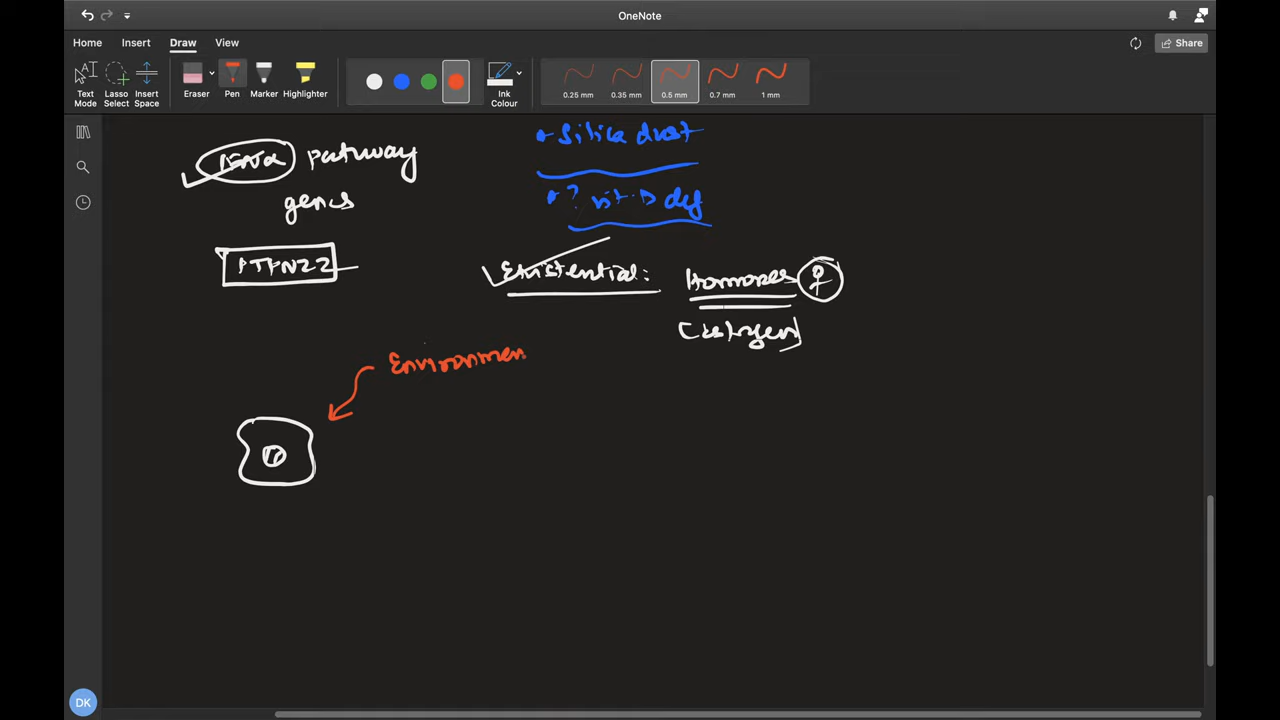 OneNote
Home Insert Draw View
Share
Text Mode
Lasso Select
Insert Space
Eraser
Pen
Marker
Highlighter
Ink Colour
0.25 mm
0.35 mm
0.5 mm
0.7 mm
1 mm
pathway
genes
PTPN22
Silica dust
? vit-D def
Existential:
Hormones ♀
[Estrogen]
Environmen
DK